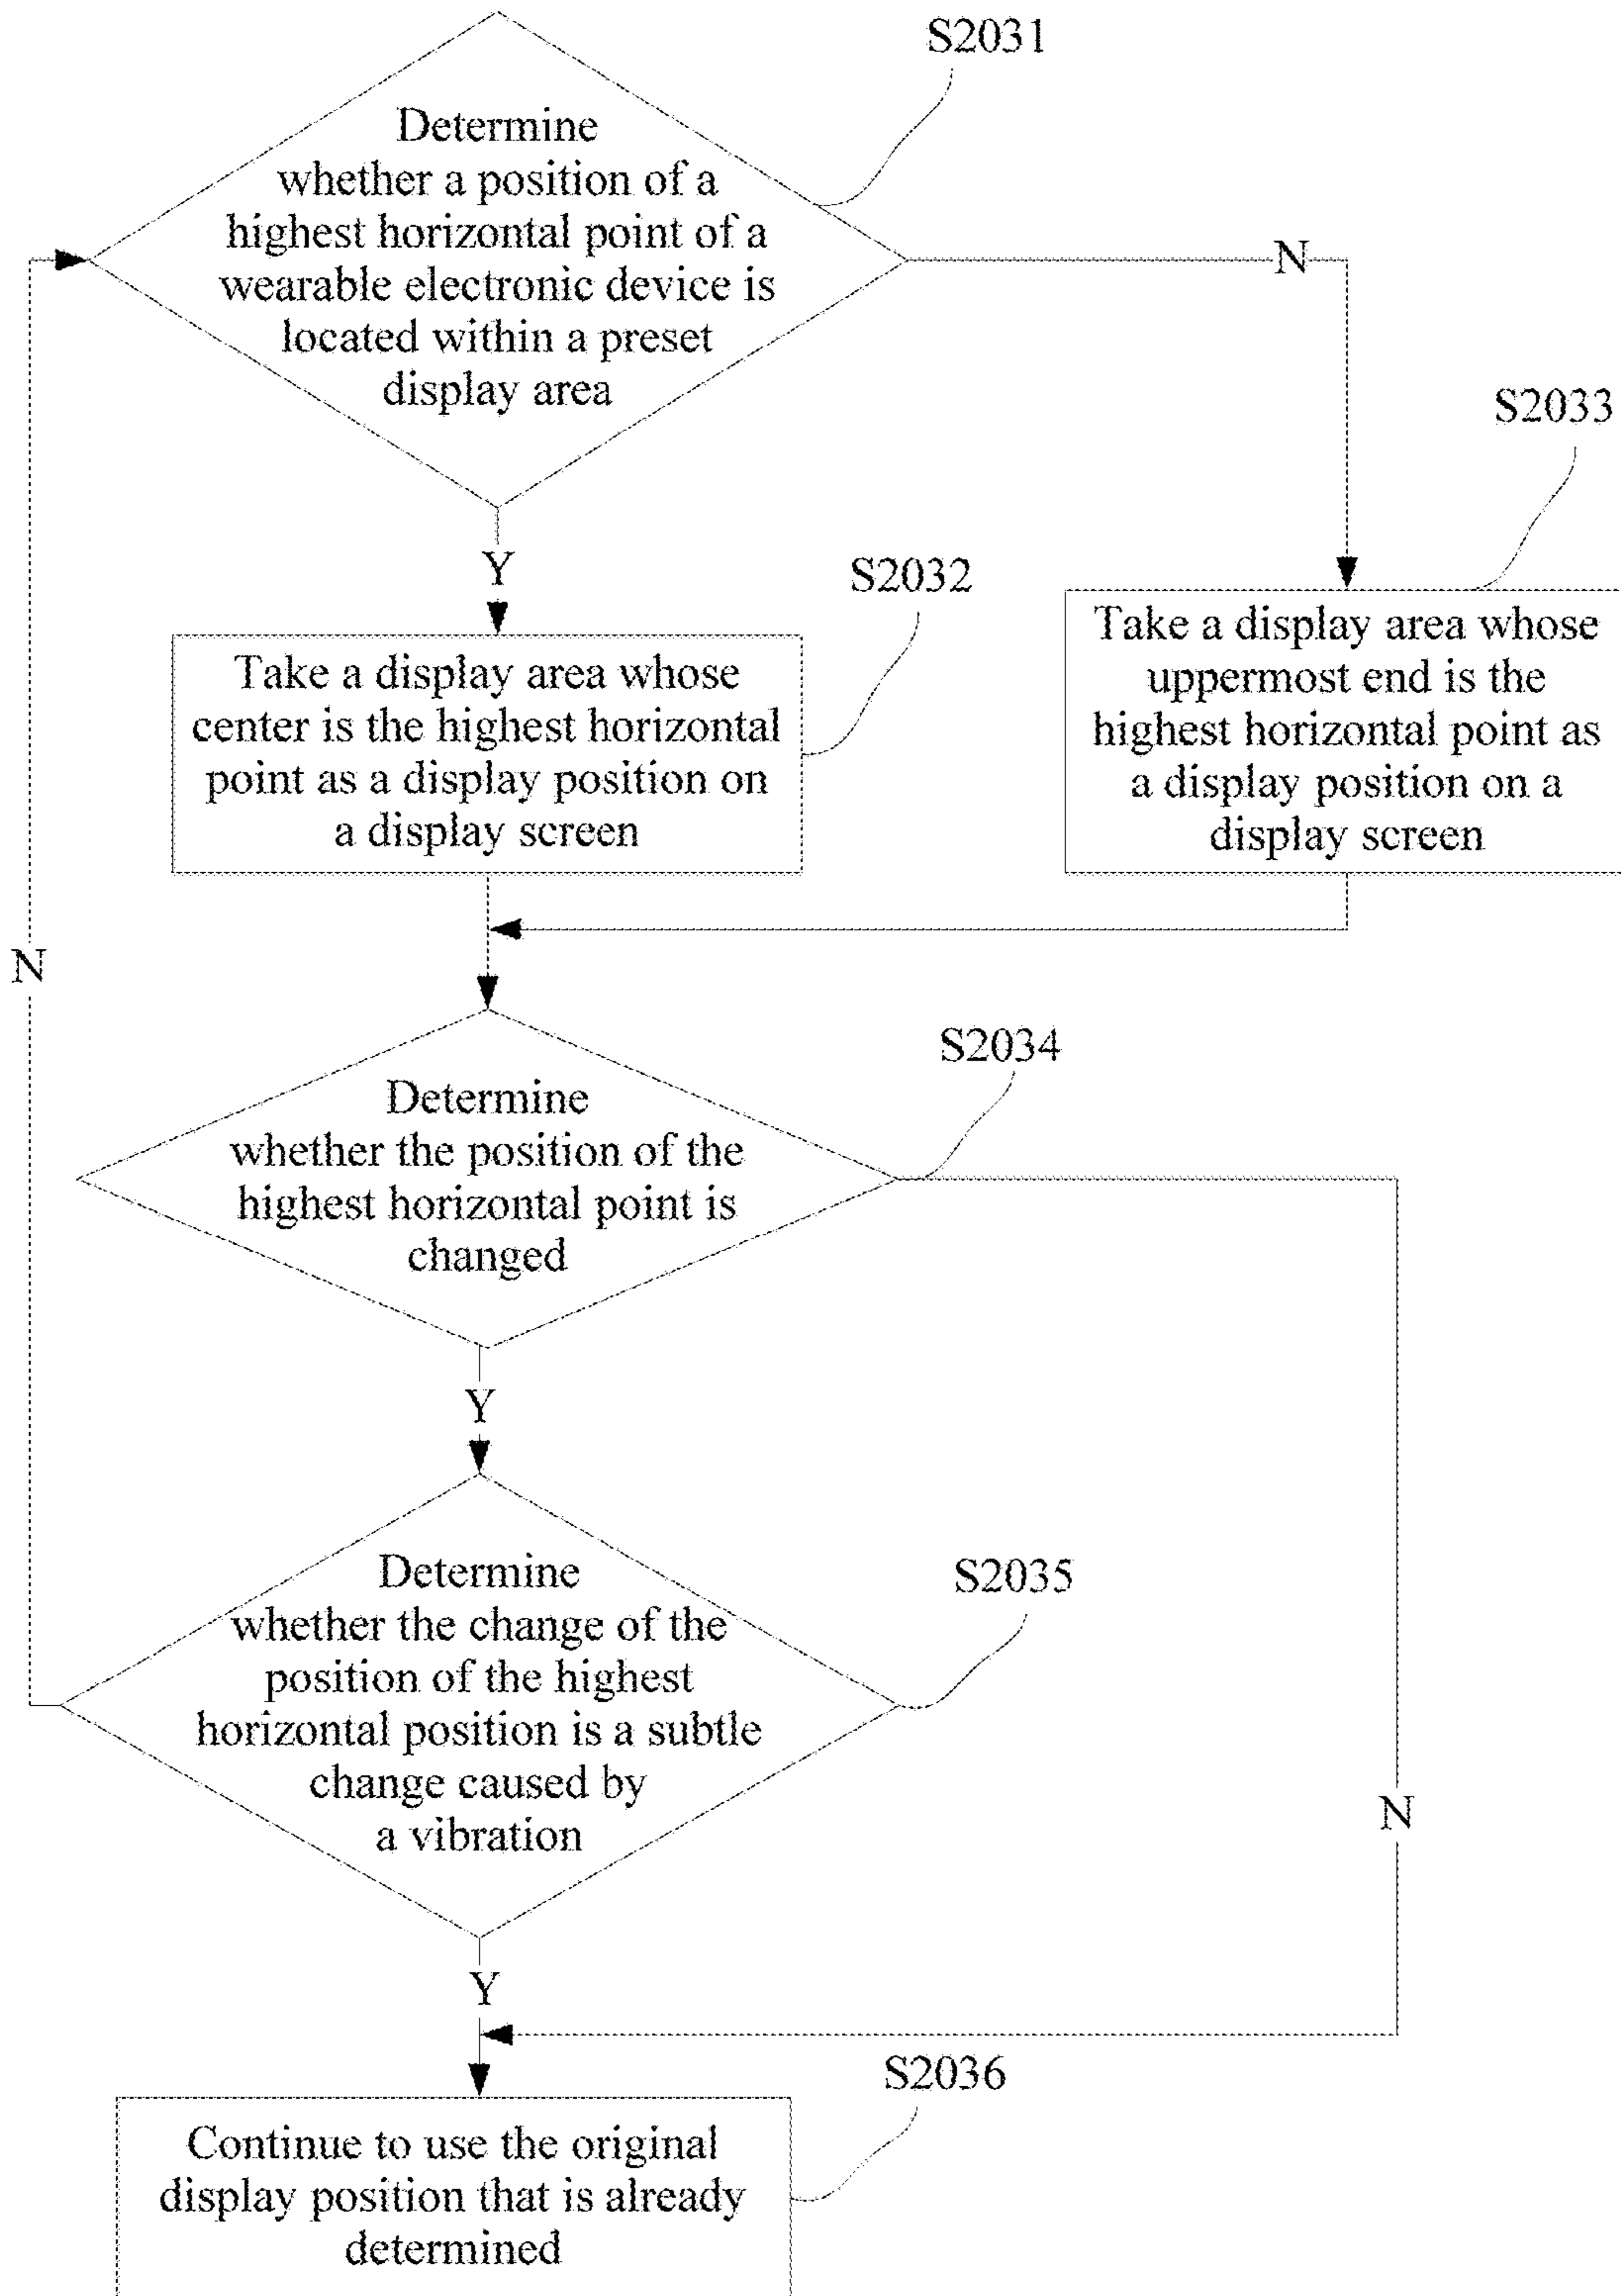 S2031
Determine
whether a position of a
highest horizontal point of a
wearable electronic device is
located within a preset
display area
N
S2033
Y
S2032
Take a display area whose
center is the highest horizontal
point as a display position on
a display screen
Take a display area whose
uppermost end is the
highest horizontal point as
a display position on a
display screen
N
S2034
Determine
whether the position of the
highest horizontal point is
changed
Y
S2035
Determine
whether the change of the
position of the highest
horizontal position is a subtle
change caused by
a vibration
N
Y
S2036
Continue to use the original
display position that is already
determined